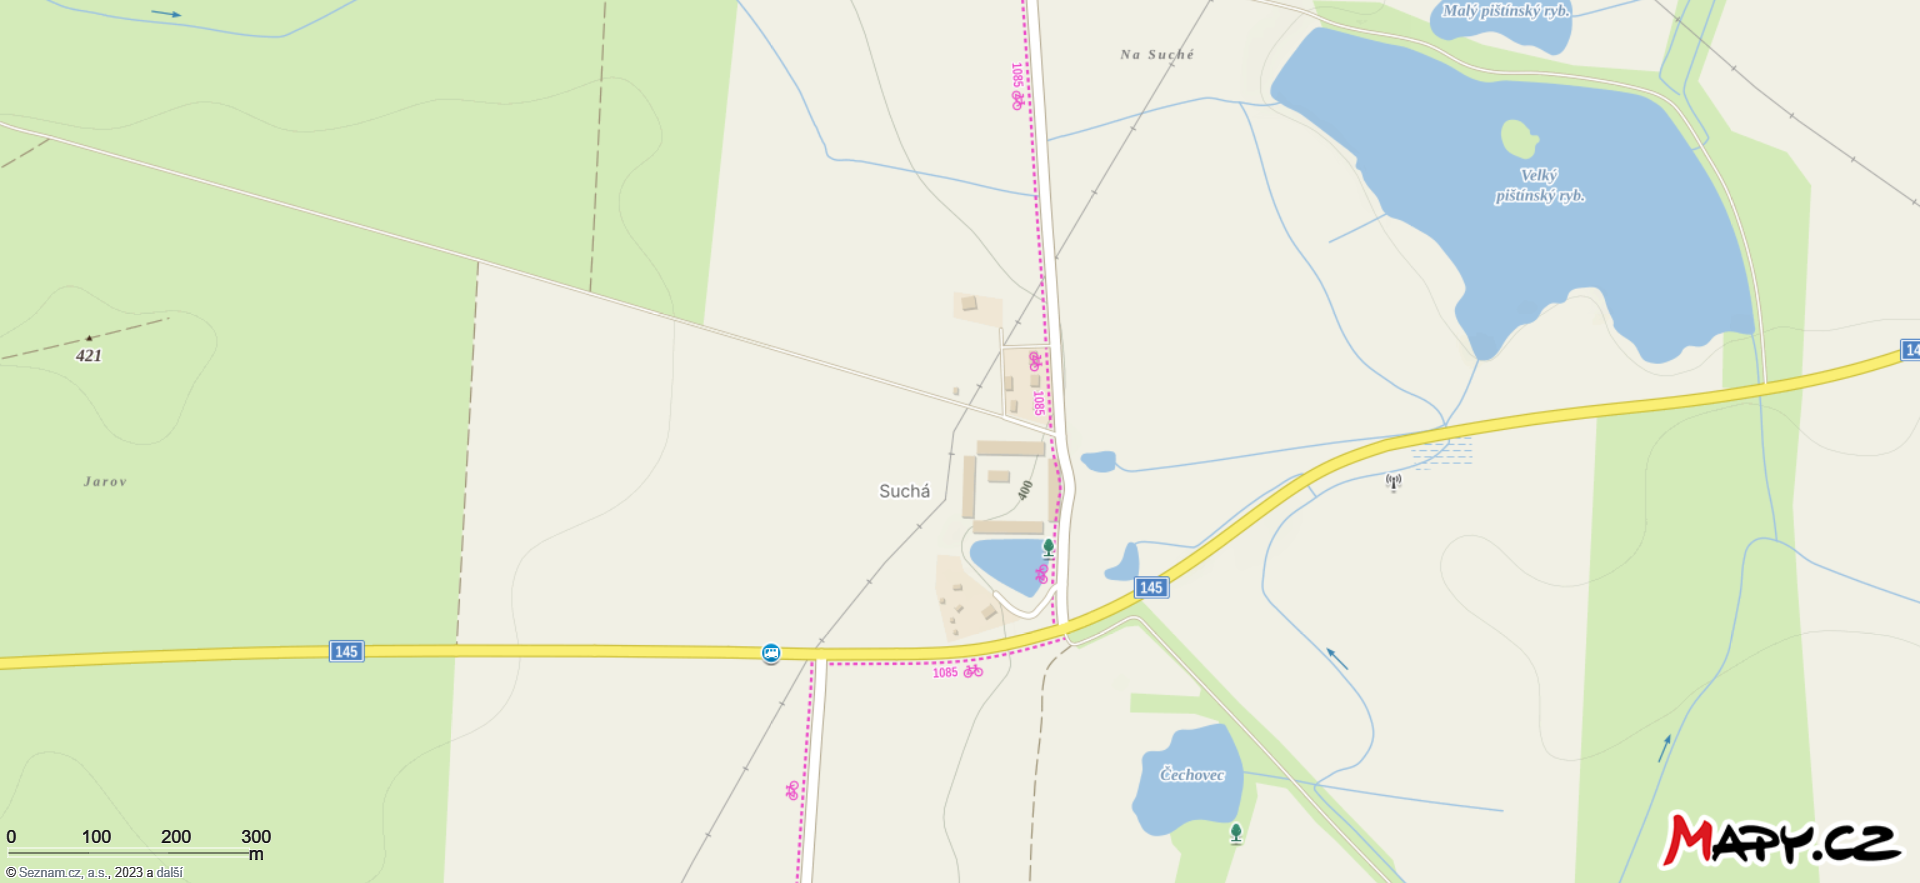 Malý pištínský ryb.
Na Suché
1085
Velký
pištínský ryb.
421
14
1085
Jarov
Suchá
400
145
145
1085
Čechovec
0 100 200 300
m
© Seznam.cz, a.s., 2023 a další
MAPY.CZ